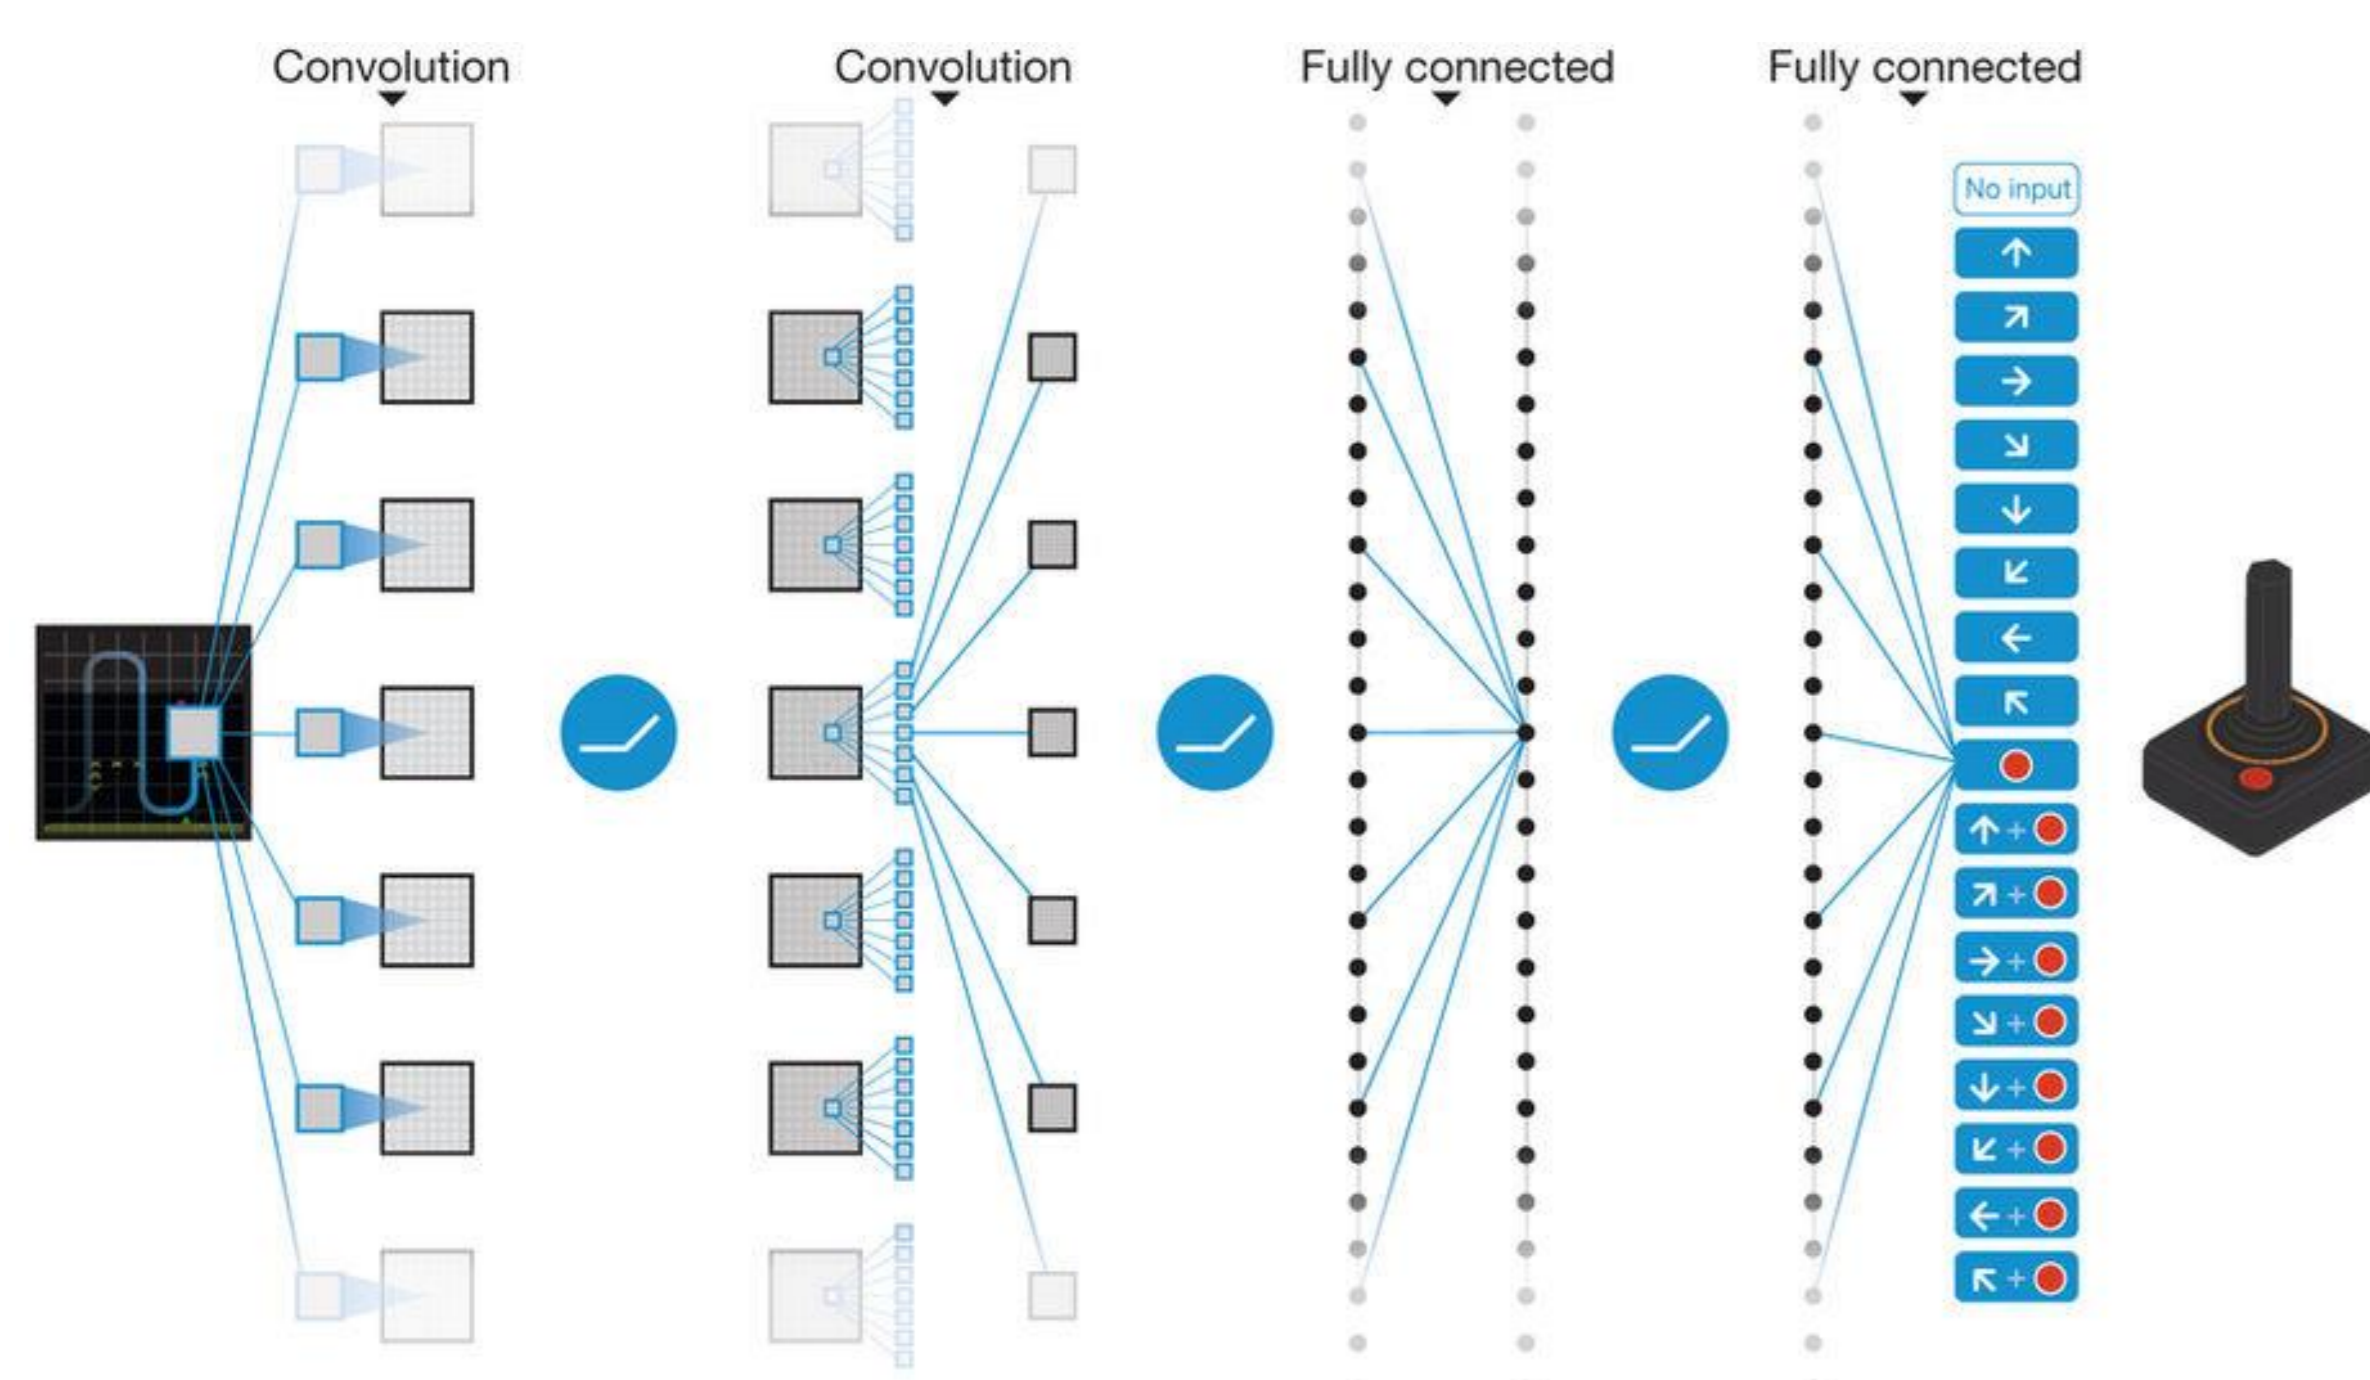 Convolution
Convolution
Fully connected
Fully connected
No input
+
+
+
+
+
+
+
+